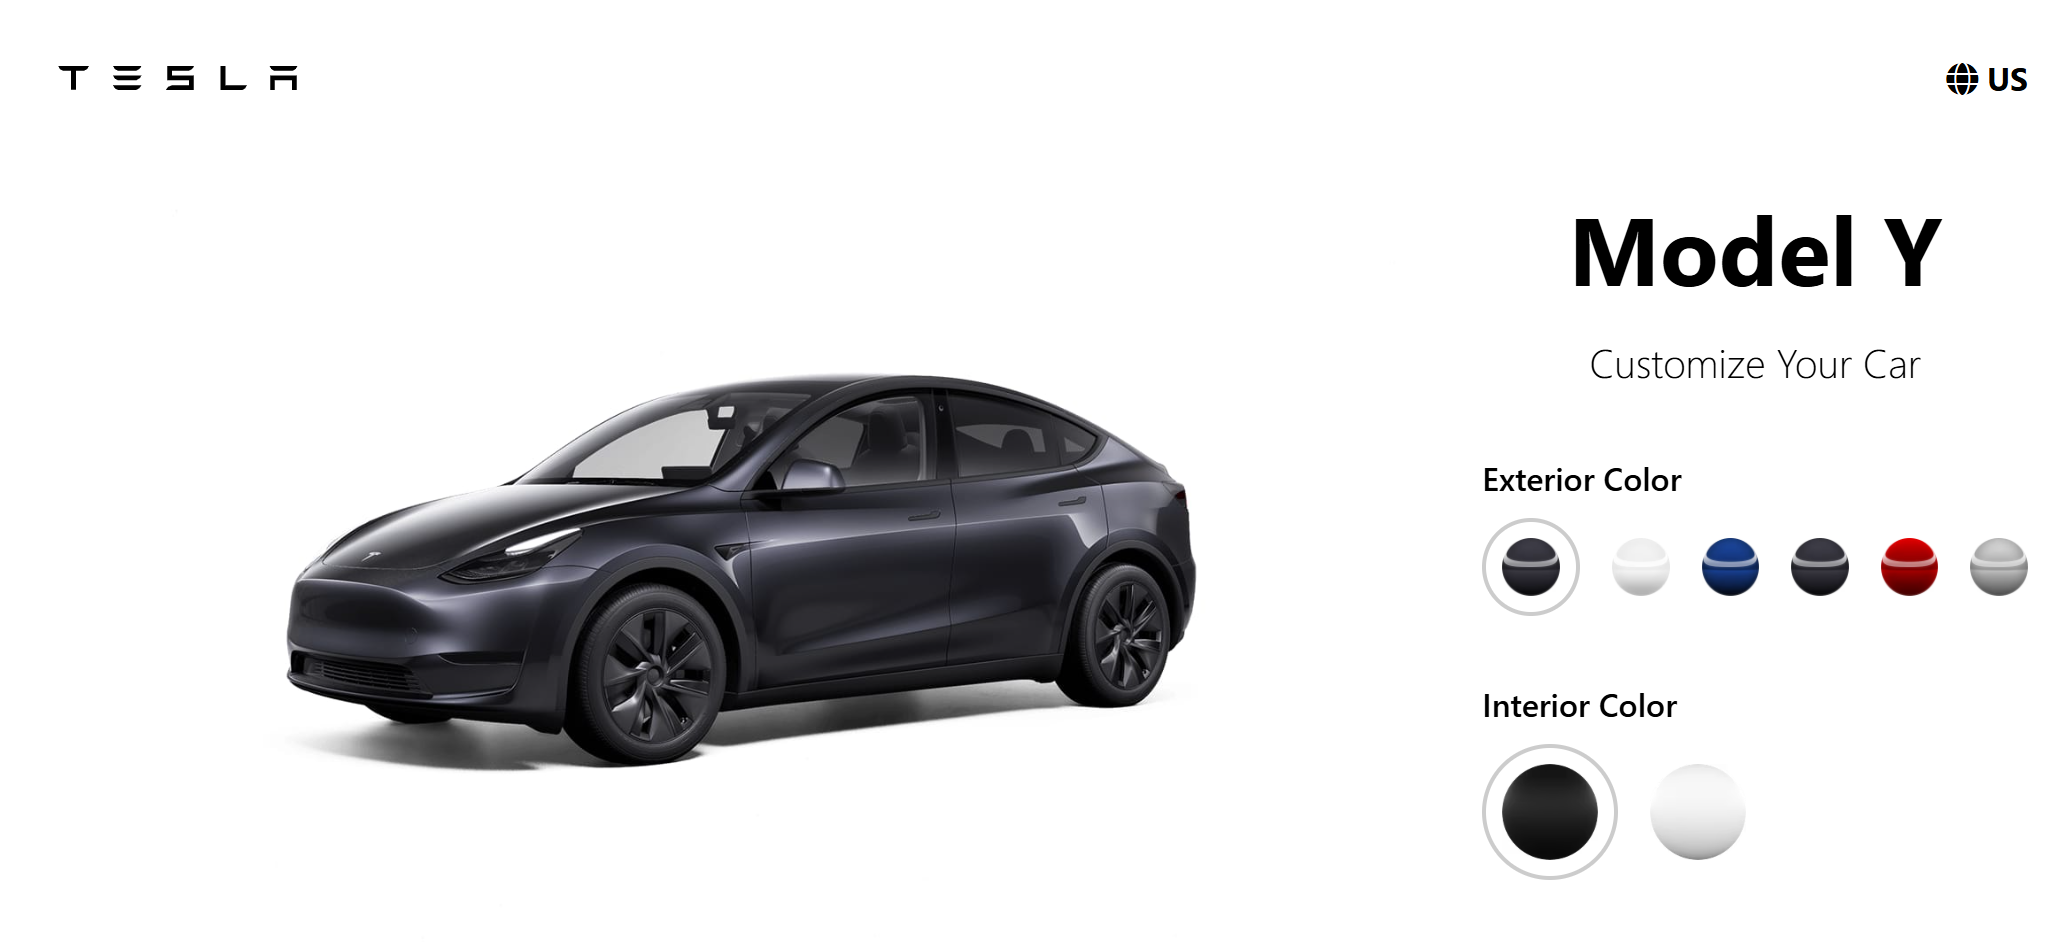 TESLA
US
Model Y
Customize Your Car
Exterior Color
Interior Color